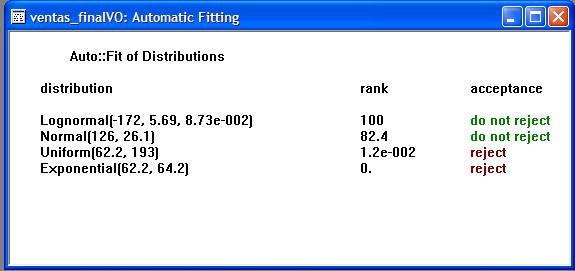 ventas_finalVO: Automatic Fitting
Auto::Fit of Distributions
distribution rank acceptance
Lognormal(-172, 5.69, 8.73e-002) 100 do not reject
Normal(126, 26.1) 82.4 do not reject
Uniform(62.2, 193) 1.2e-002 reject
Exponential(62.2, 64.2) 0. reject